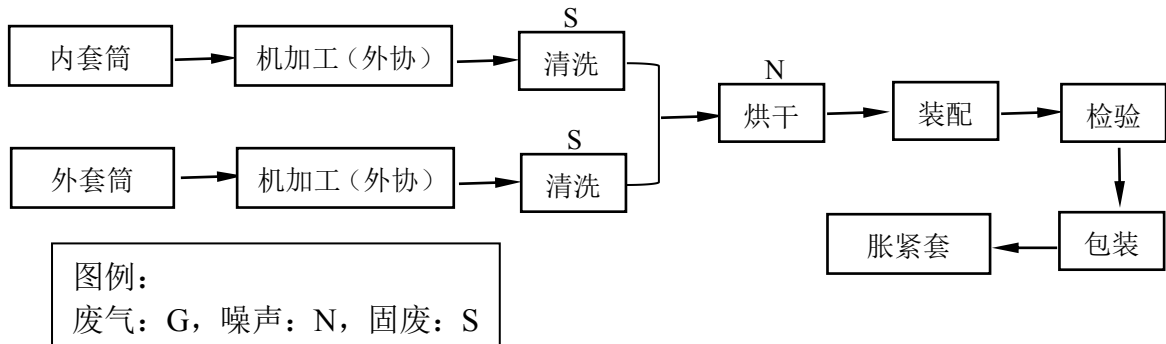 S
内套筒
机加工（外协）
清洗
N
烘干
装配
检验
S
外套筒
机加工（外协）
清洗
胀紧套
包装
图例：
废气：G，噪声：N，固废：S